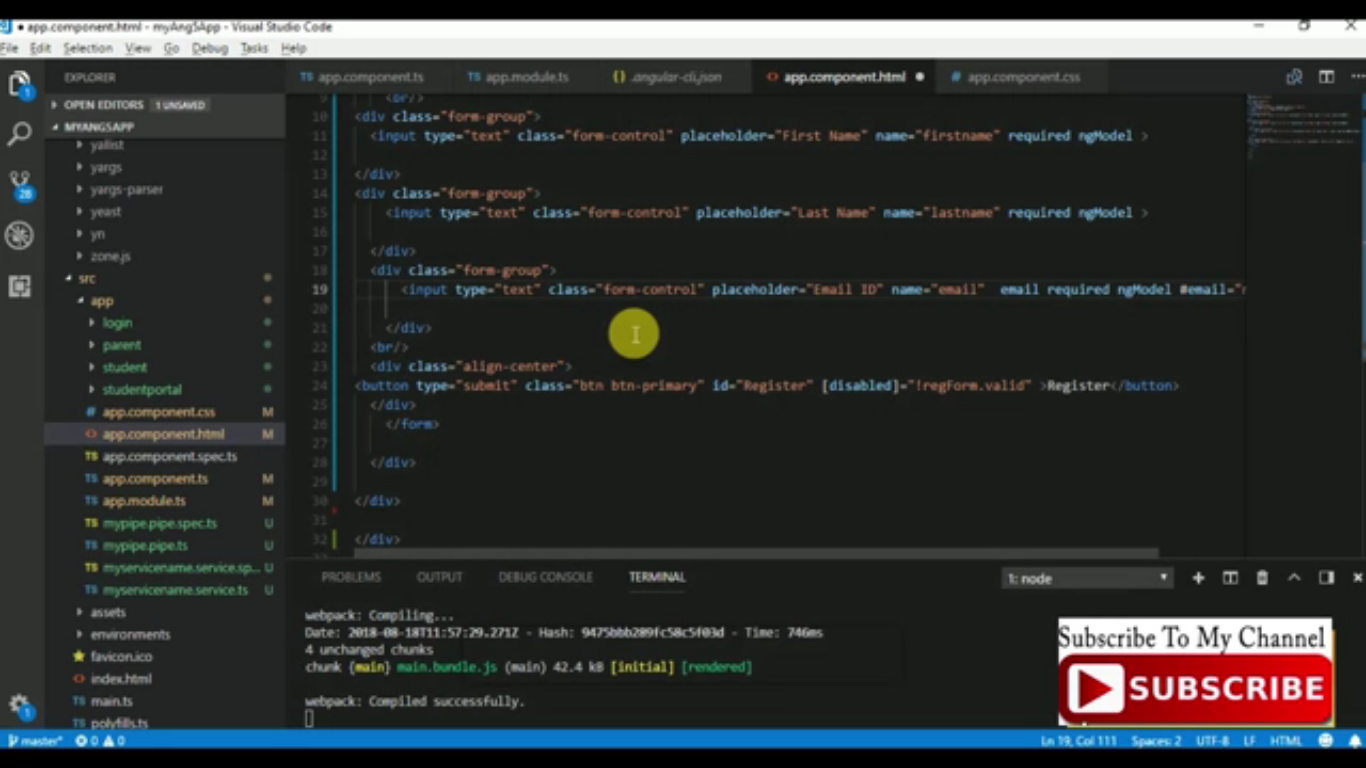 ● app.component.html - myAng5App - Visual Studio Code
File Edit Selection View Go Debug Tasks Help
EXPLORER
OPEN EDITORS 1 UNSAVED
MYANG5APP
yallist
yargs
yargs-parser
yeast
yn
zone.js
src
app
login
parent
student
studentportal
# app.component.css M
<> app.component.html M
TS app.component.spec.ts
TS app.component.ts M
TS app.module.ts M
TS mypipe.pipe.spec.ts U
TS mypipe.pipe.ts U
TS myservicename.service.sp... U
TS myservicename.service.ts U
assets
environments
favicon.ico
<> index.html
TS main.ts
TS polyfills.ts
TS app.component.ts TS app.module.ts {} .angular-cli.json <> app.component.html ● # app.component.css
9 <br/>
10 <div class="form-group">
11 <input type="text" class="form-control" placeholder="First Name" name="firstname" required ngModel >
12
13 </div>
14 <div class="form-group">
15 <input type="text" class="form-control" placeholder="Last Name" name="lastname" required ngModel >
16
17 </div>
18 <div class="form-group">
19 <input type="text" class="form-control" placeholder="Email ID" name="email"  email required ngModel #email="
20
21 </div>
22 <br/>
23 <div class="align-center">
24 <button type="submit" class="btn btn-primary" id="Register" [disabled]="!regForm.valid" >Register</button>
25 </div>
26 </form>
27
28 </div>
29
30 </div>
31
32 </div>
PROBLEMS OUTPUT DEBUG CONSOLE TERMINAL 1: node
webpack: Compiling...
Date: 2018-08-18T11:57:29.271Z - Hash: 9475bbb289fc58c5f03d - Time: 746ms
4 unchanged chunks
chunk {main} main.bundle.js (main) 42.4 kB [initial] [rendered]
webpack: Compiled successfully.
Subscribe To My Channel
SUBSCRIBE
master* 0 0 Ln 19, Col 111 Spaces: 2 UTF-8 LF HTML